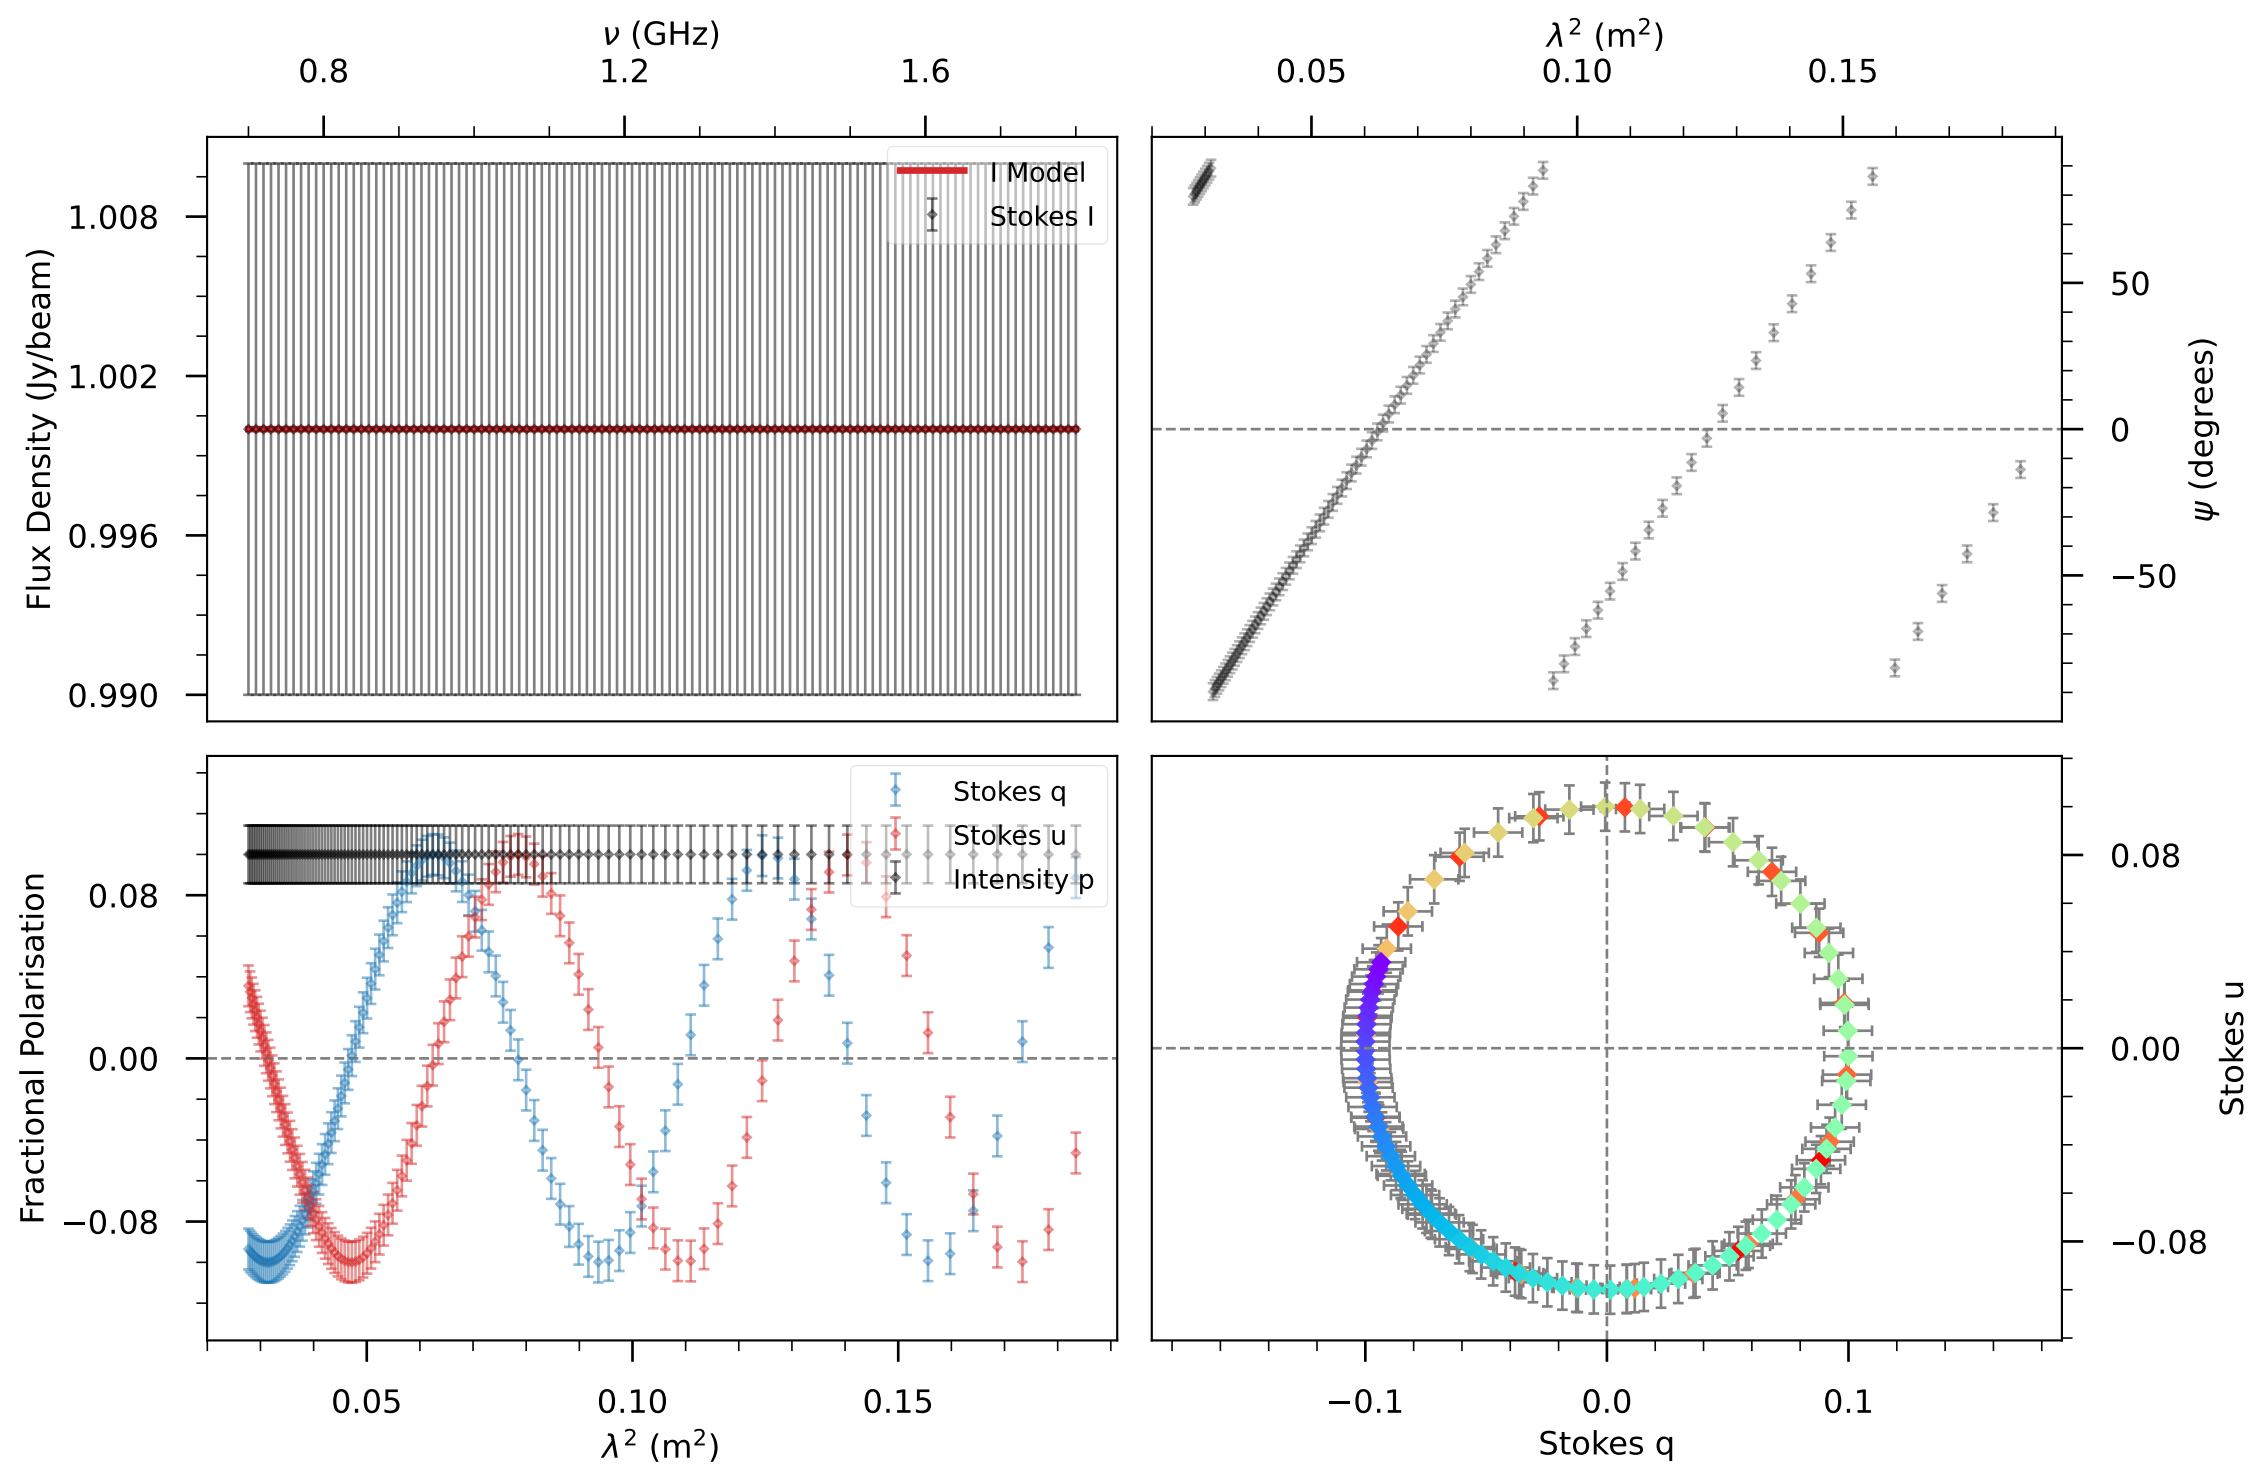 ν (GHz)
0.8 1.2 1.6
λ² (m²)
0.05 0.10 0.15
I Model
Stokes I
1.008
1.002
0.996
0.990
Flux Density (Jy/beam)
50
0
−50
ψ (degrees)
Stokes q
Stokes u
Intensity p
0.08
0.00
−0.08
Fractional Polarisation
0.05 0.10 0.15
λ² (m²)
0.08
0.00
−0.08
Stokes u
−0.1 0.0 0.1
Stokes q